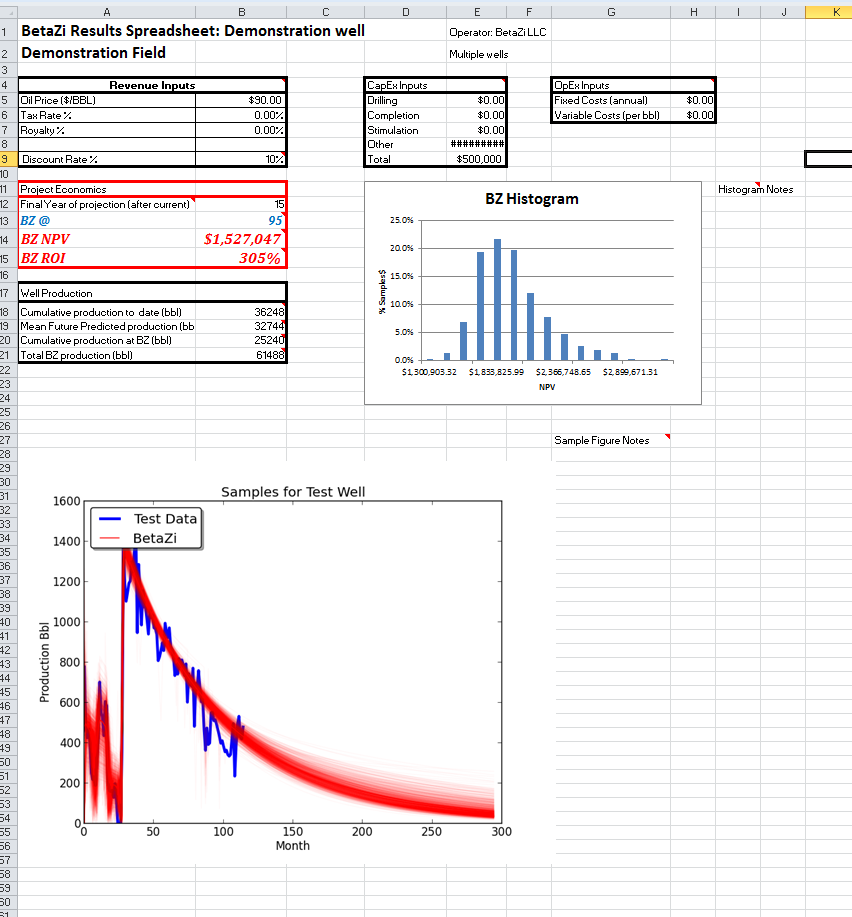 A B C D E F G H I J K
1 BetaZi Results Spreadsheet: Demonstration well Operator: BetaZi LLC
2 Demonstration Field Multiple wells
3
4 Revenue Inputs CapEx Inputs OpEx Inputs
5 Oil Price ($/BBL) $90.00 Drilling $0.00 Fixed Costs (annual) $0.00
6 Tax Rate % 0.00% Completion $0.00 Variable Costs (per bbl) $0.00
7 Royalty % 0.00% Stimulation $0.00
8 Other #########
9 Discount Rate % 10% Total $500,000
10
11 Project Economics Histogram Notes
12 Final Year of projection (after current) 15
13 BZ @ 95
14 BZ NPV $1,527,047
15 BZ ROI 305%
16
17 Well Production
18 Cumulative production to date (bbl) 36248
19 Mean Future Predicted production (bb 32744
20 Cumulative production at BZ (bbl) 25240
21 Total BZ production (bbl) 61488
BZ Histogram
25.0%
20.0%
15.0%
10.0%
5.0%
0.0%
% Samples$
$1,300,903.32 $1,833,825.99 $2,366,748.65 $2,899,671.31
NPV
22
23
24
25
26
27 Sample Figure Notes
28
29
30
31
32
33
34
35
36
37
38
39
40
41
42
43
44
45
46
47
48
49
50
51
52
53
54
55
56
57
58
59
60
61
Samples for Test Well
Test Data
BetaZi
1600
1400
1200
1000
800
600
400
200
0
Production Bbl
0 50 100 150 200 250 300
Month